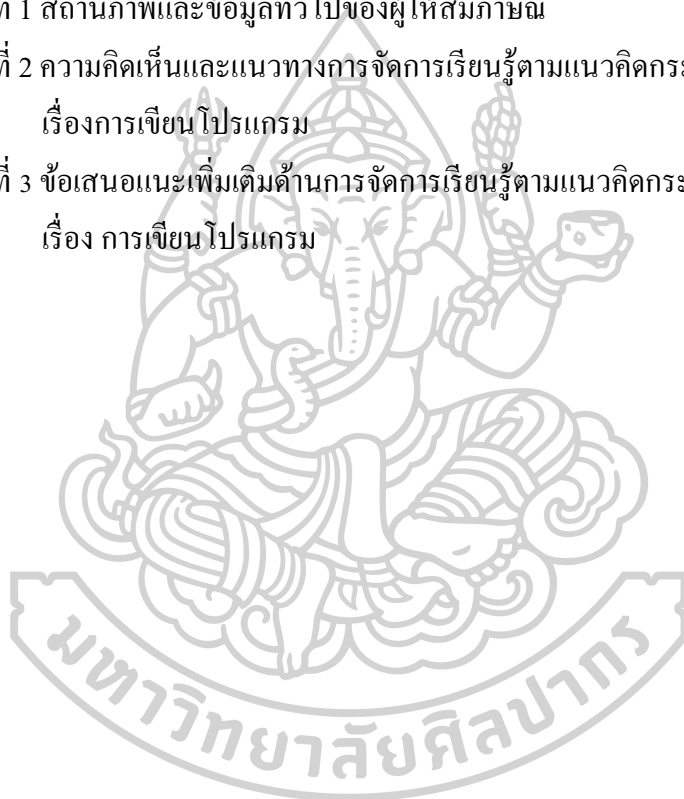 ที่ 1 สถานภาพและข้อมูลทั่วไปของผู้ให้สัมภาษณ์
ที่ 2 ความคิดเห็นและแนวทางการจัดการเรียนรู้ตามแนวคิดกระ
เรื่องการเขียนโปรแกรม
ที่ 3 ข้อเสนอแนะเพิ่มเติมด้านการจัดการเรียนรู้ตามแนวคิดกระ
เรื่อง การเขียนโปรแกรม
มหาวิทยาลัยศิลปากร